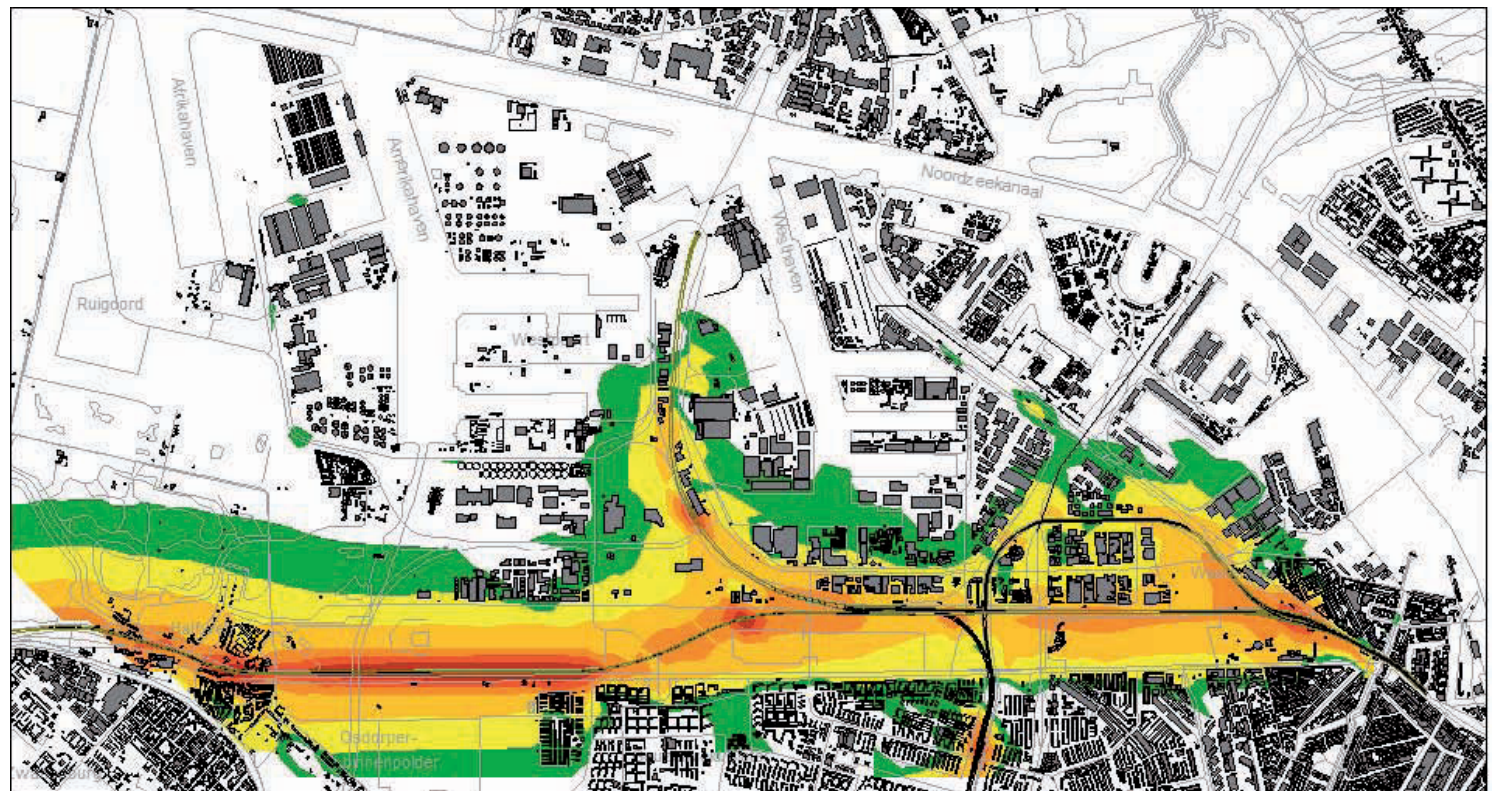 Afrikahaven
Amerikahaven
Noordzeekanaal
Westhaven
Ruigoord
Osdorper-
binnenpolder